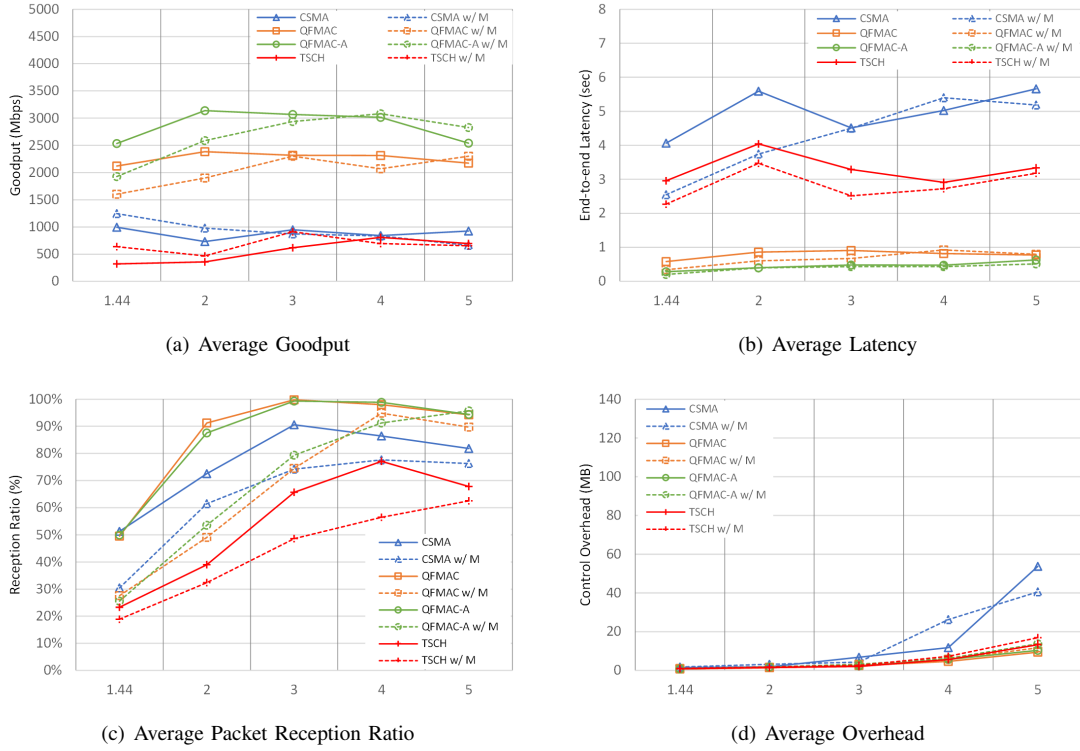 5000
4500
4000
3500
3000
2500
2000
1500
1000
500
0
Goodput (Mbps)
CSMA
CSMA w/ M
QFMAC
QFMAC w/ M
QFMAC-A
QFMAC-A w/ M
TSCH
TSCH w/ M
1.44 2 3 4 5
(a) Average Goodput
8
7
6
5
4
3
2
1
0
End-to-end Latency (sec)
CSMA
CSMA w/ M
QFMAC
QFMAC w/ M
QFMAC-A
QFMAC-A w/ M
TSCH
TSCH w/ M
1.44 2 3 4 5
(b) Average Latency
100%
90%
80%
70%
60%
50%
40%
30%
20%
10%
0%
Reception Ratio (%)
CSMA
CSMA w/ M
QFMAC
QFMAC w/ M
QFMAC-A
QFMAC-A w/ M
TSCH
TSCH w/ M
1.44 2 3 4 5
(c) Average Packet Reception Ratio
140
120
100
80
60
40
20
0
Control Overhead (MB)
CSMA
CSMA w/ M
QFMAC
QFMAC w/ M
QFMAC-A
QFMAC-A w/ M
TSCH
TSCH w/ M
1.44 2 3 4 5
(d) Average Overhead